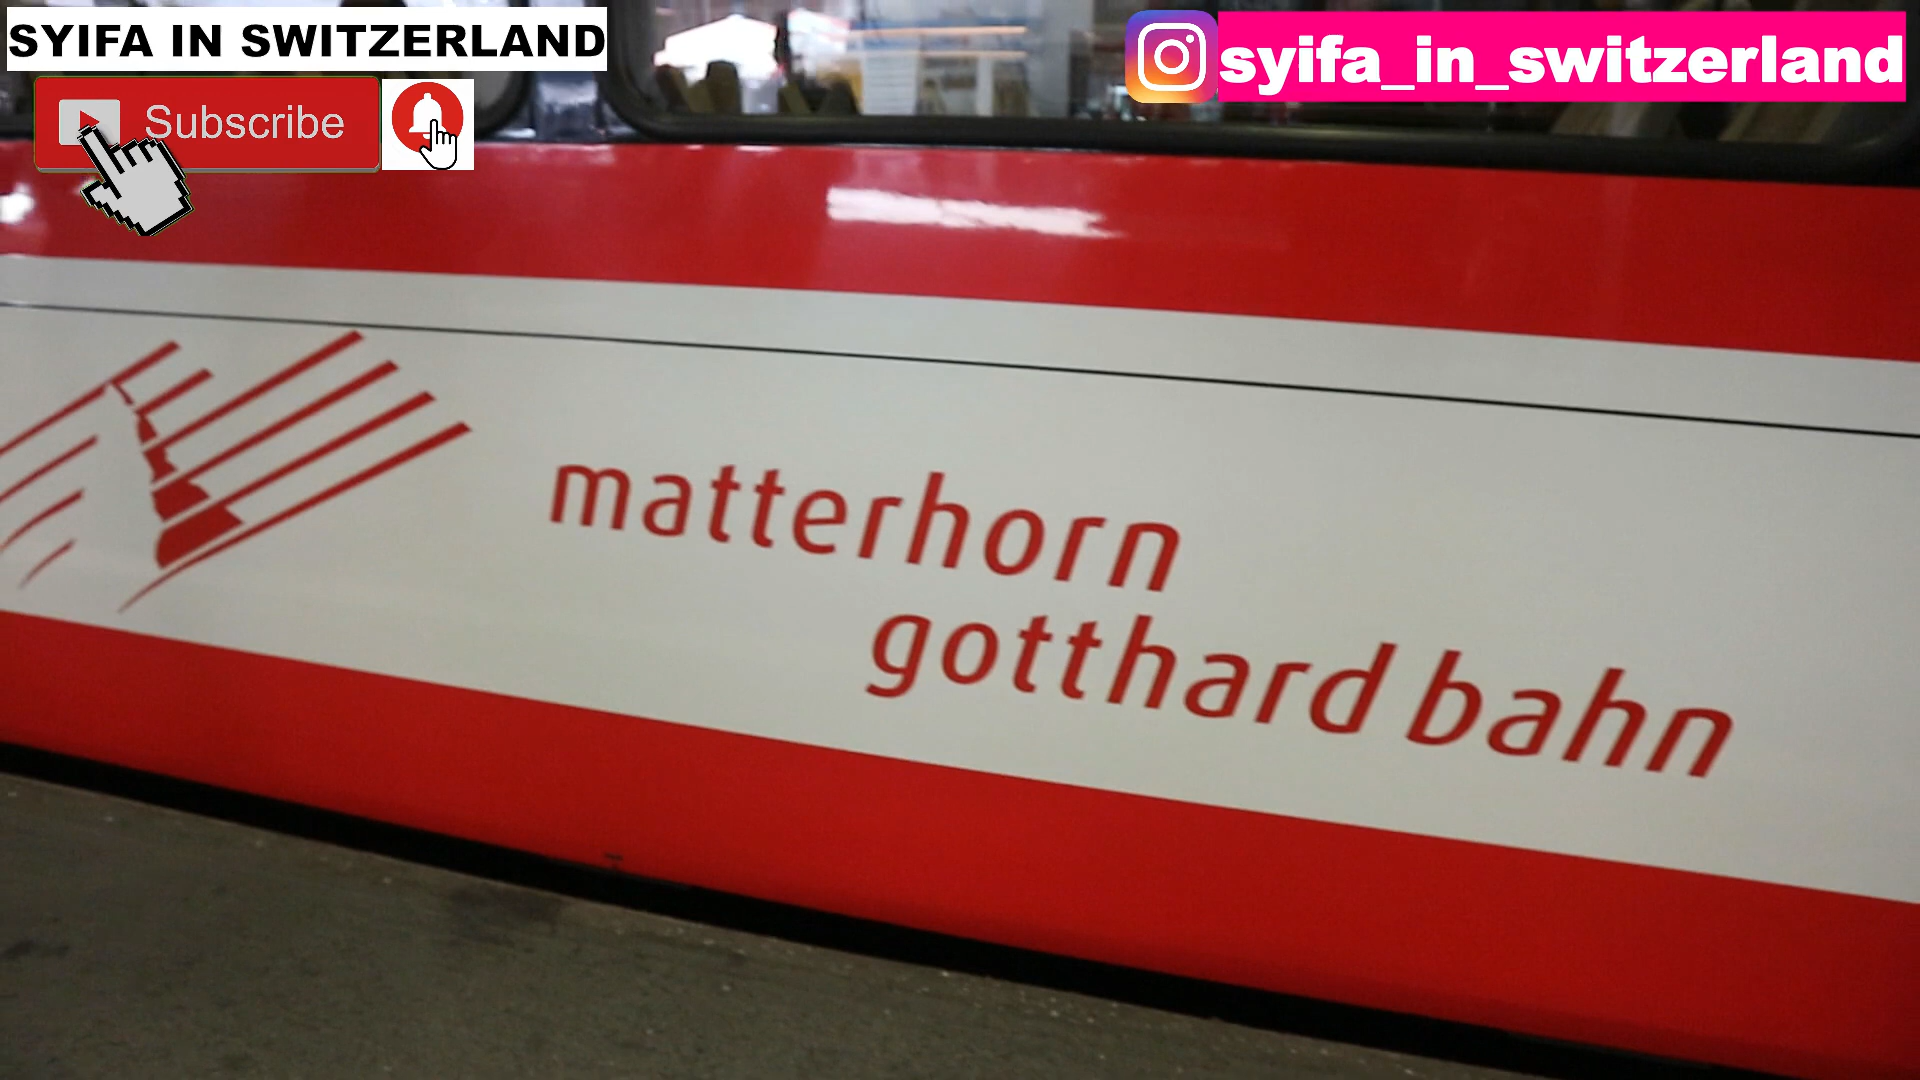 SYIFA IN SWITZERLAND
syifa_in_switzerland
Subscribe
matterhorn
gotthard bahn